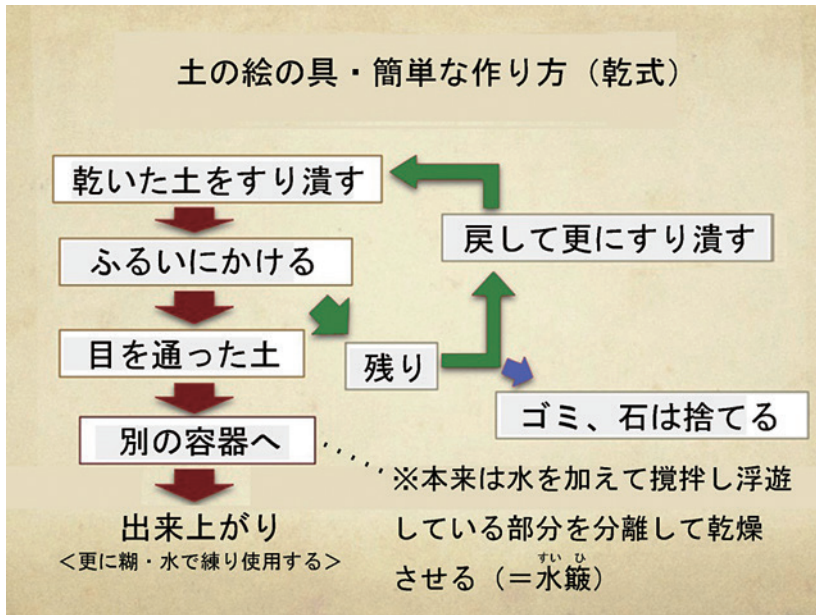 土の絵の具・簡単な作り方（乾式）
乾いた土をすり潰す
ふるいにかける
目を通った土
別の容器へ
出来上がり
＜更に糊・水で練り使用する＞
戻して更にすり潰す
残り
ゴミ、石は捨てる
※本来は水を加えて撹拌し浮遊
している部分を分離して乾燥
すい ひ
させる（＝水簸）